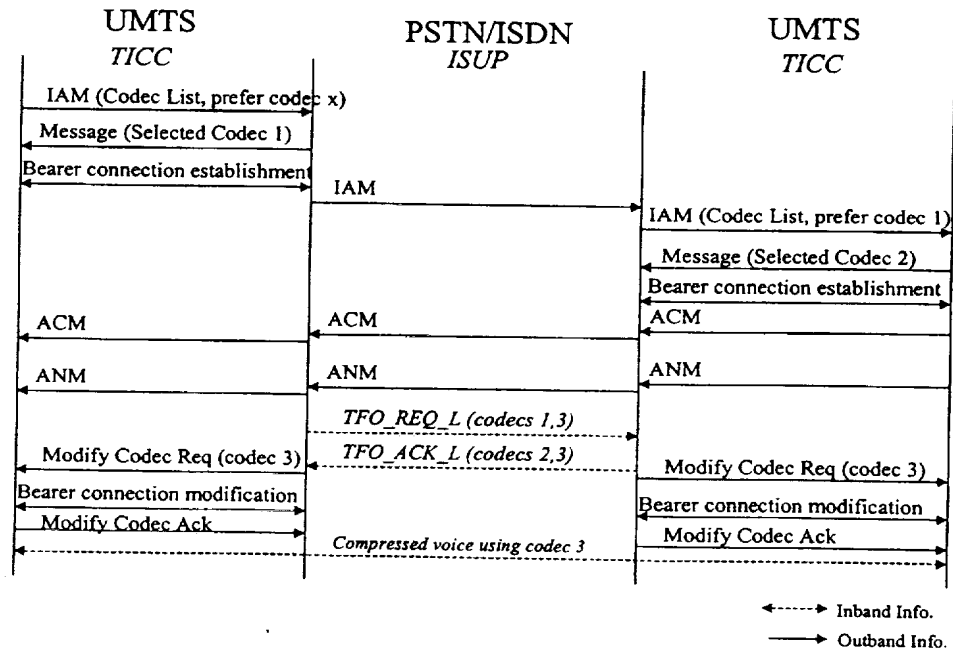 UMTS
TICC
PSTN/ISDN
ISUP
UMTS
TICC
IAM (Codec List, prefer codec x)
Message (Selected Codec 1)
Bearer connection establishment
IAM
IAM (Codec List, prefer codec 1)
Message (Selected Codec 2)
Bearer connection establishment
ACM
ACM
ACM
ANM
ANM
ANM
TFO_REQ_L (codecs 1,3)
TFO_ACK_L (codecs 2,3)
Modify Codec Req (codec 3)
Modify Codec Req (codec 3)
Bearer connection modification
Bearer connection modification
Modify Codec Ack
Modify Codec Ack
Compressed voice using codec 3
Inband Info.
Outband Info.